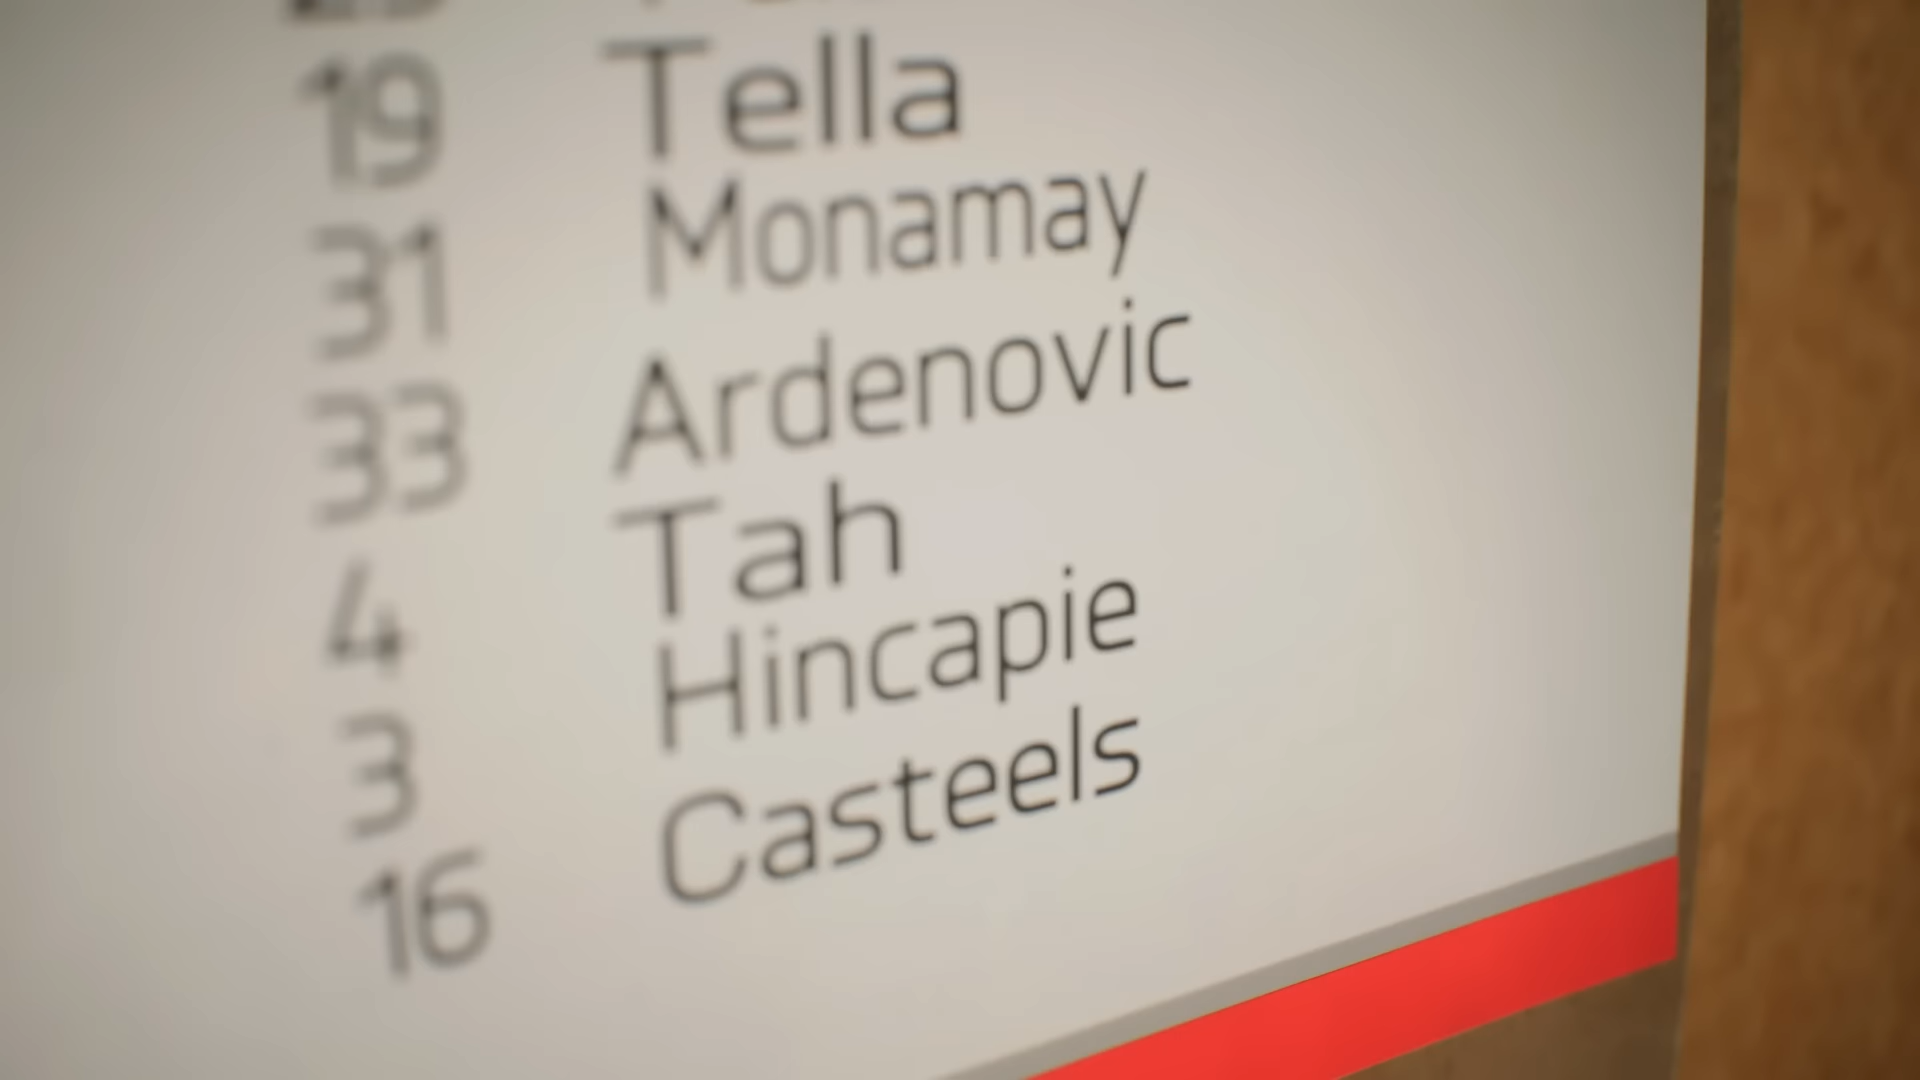 19 Tella
31 Monamay
33 Ardenovic
4 Tah
3 Hincapie
16 Casteels